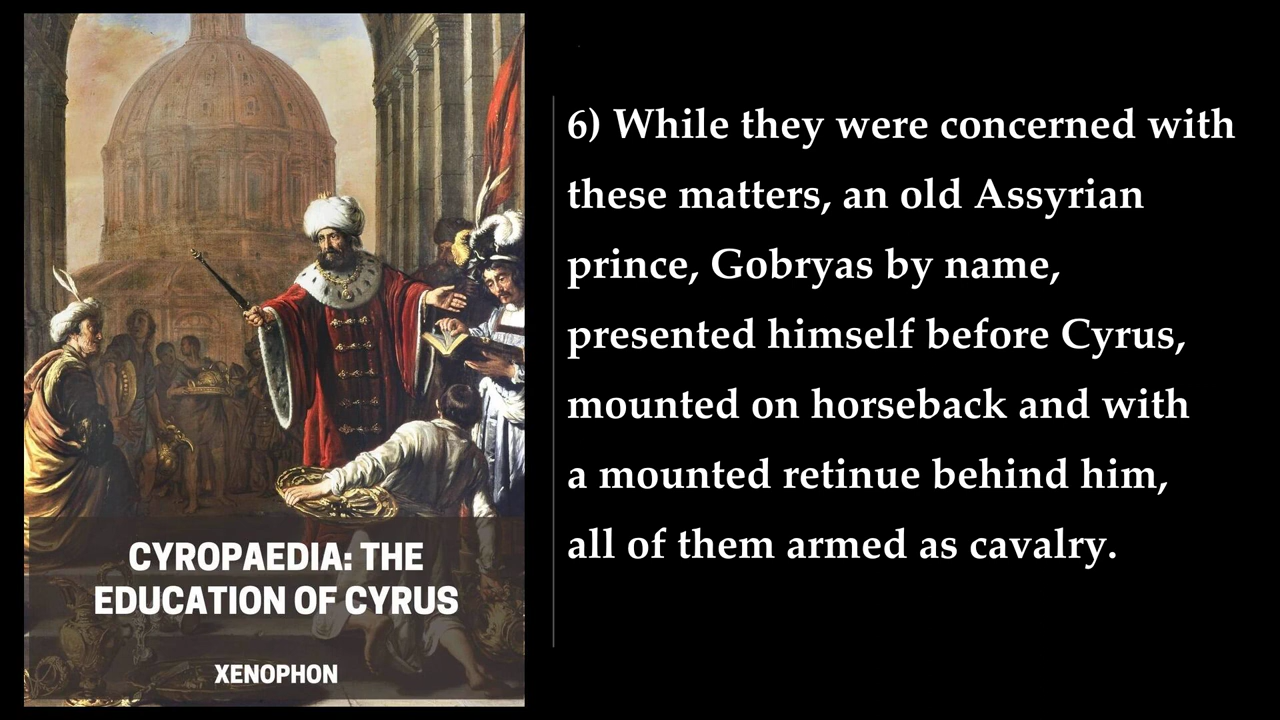 CYROPAEDIA: THE
EDUCATION OF CYRUS
XENOPHON
6) While they were concerned with
these matters, an old Assyrian
prince, Gobryas by name,
presented himself before Cyrus,
mounted on horseback and with
a mounted retinue behind him,
all of them armed as cavalry.